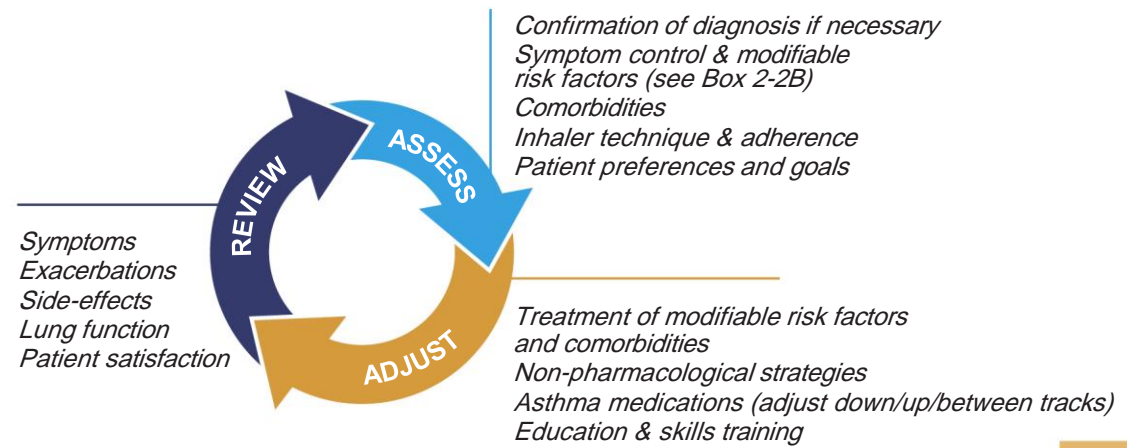 Confirmation of diagnosis if necessary
Symptom control & modifiable
risk factors (see Box 2-2B)
Comorbidities
Inhaler technique & adherence
Patient preferences and goals
ASSESS
REVIEW
Symptoms
Exacerbations
Side-effects
Lung function
Patient satisfaction
ADJUST
Treatment of modifiable risk factors
and comorbidities
Non-pharmacological strategies
Asthma medications (adjust down/up/between tracks)
Education & skills training